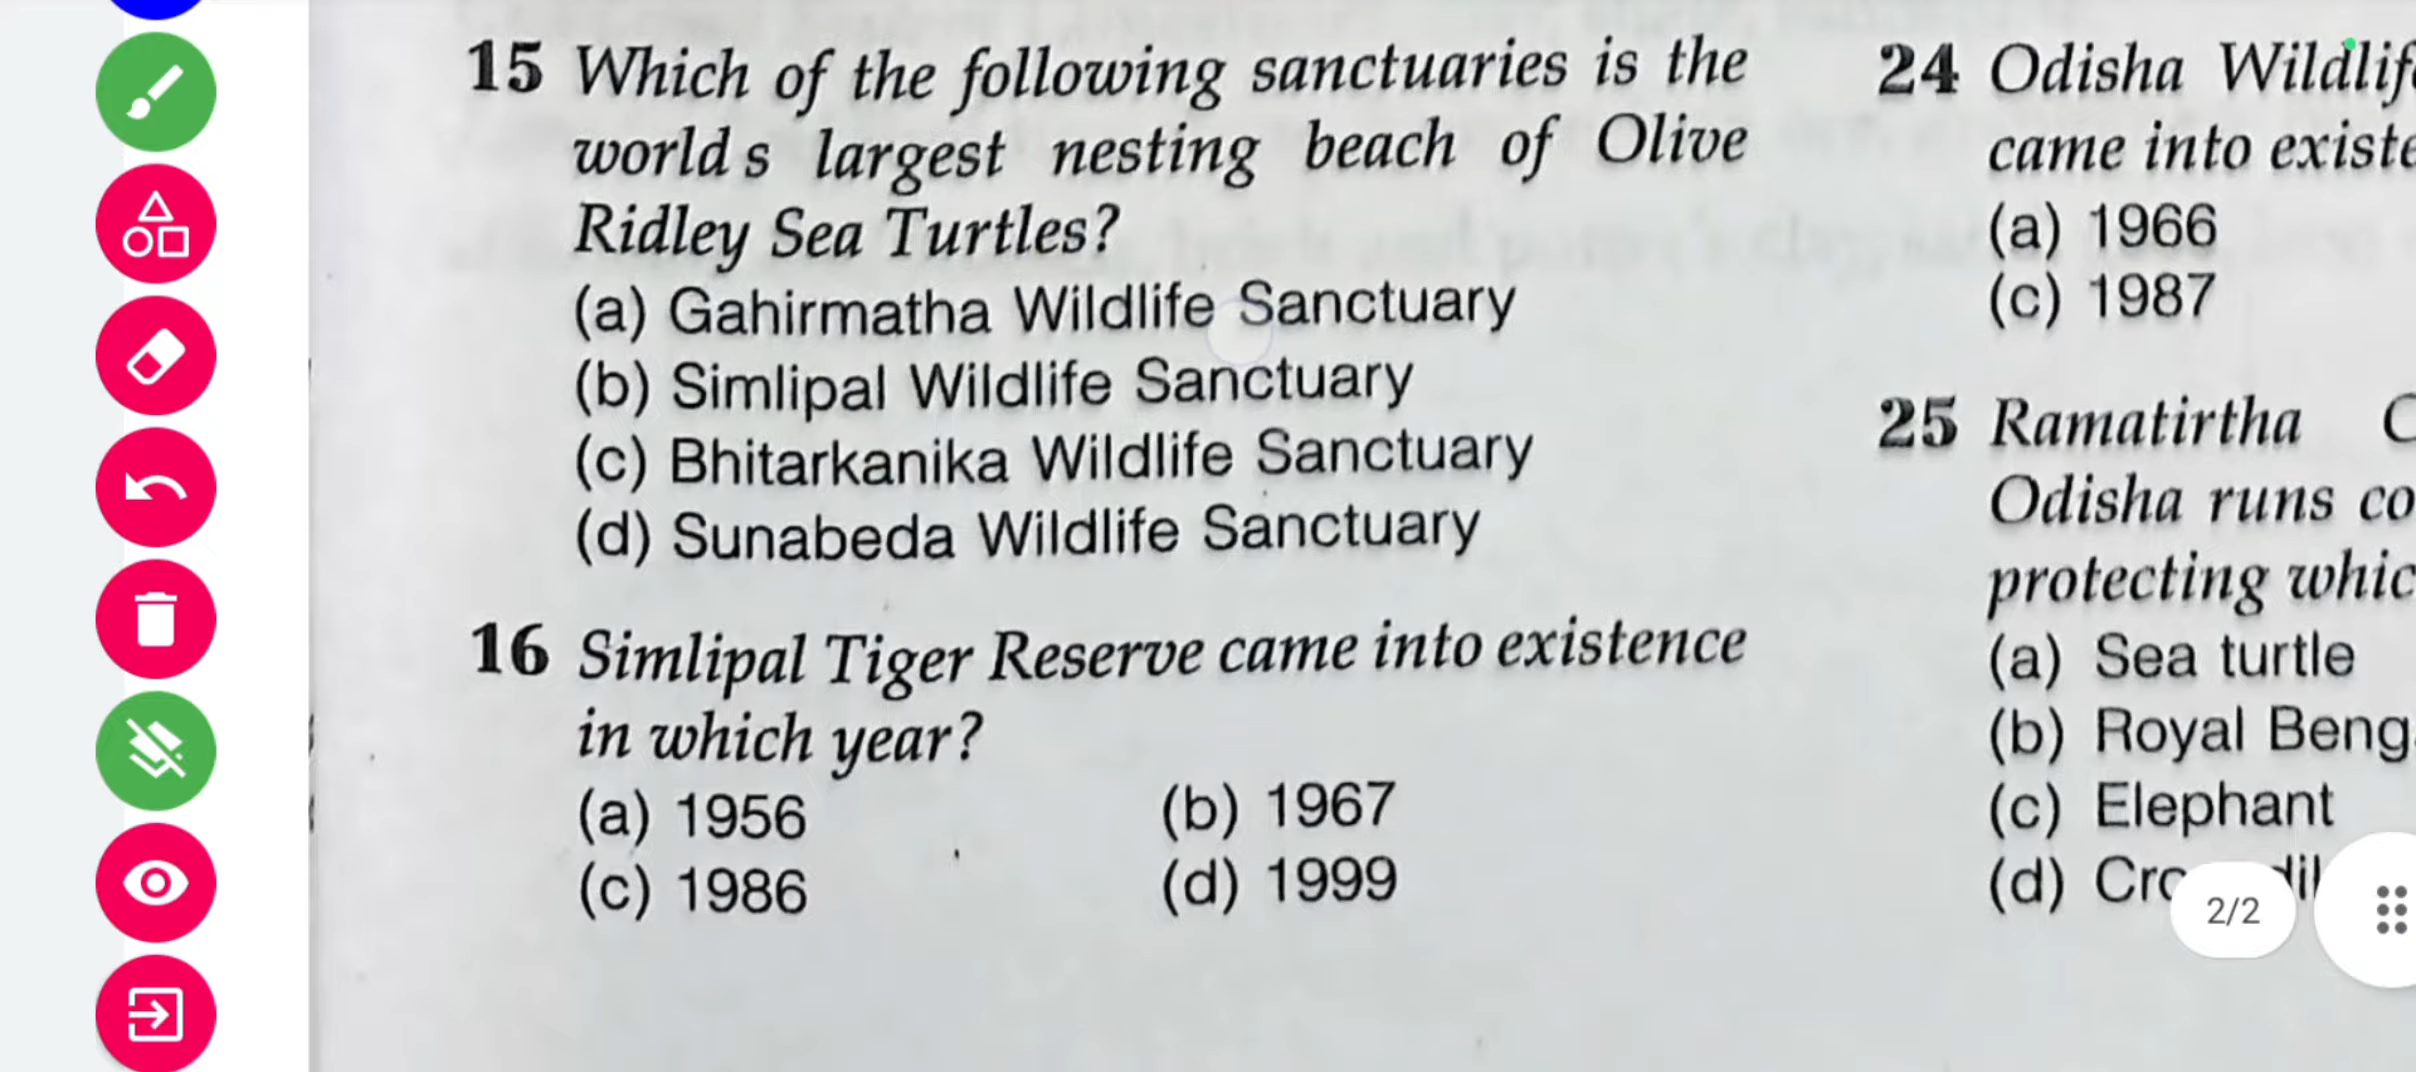 15 Which of the following sanctuaries is the
world s largest nesting beach of Olive
Ridley Sea Turtles?
(a) Gahirmatha Wildlife Sanctuary
(b) Simlipal Wildlife Sanctuary
(c) Bhitarkanika Wildlife Sanctuary
(d) Sunabeda Wildlife Sanctuary
16 Simlipal Tiger Reserve came into existence
in which year?
(a) 1956 (b) 1967
(c) 1986 (d) 1999
24 Odisha
came into
(a) 1966
(c) 1987
25 Ramatirtha
Odisha runs
protecting
(a) Sea turtle
(b) Royal
(c) Elephant
(d)
2/2